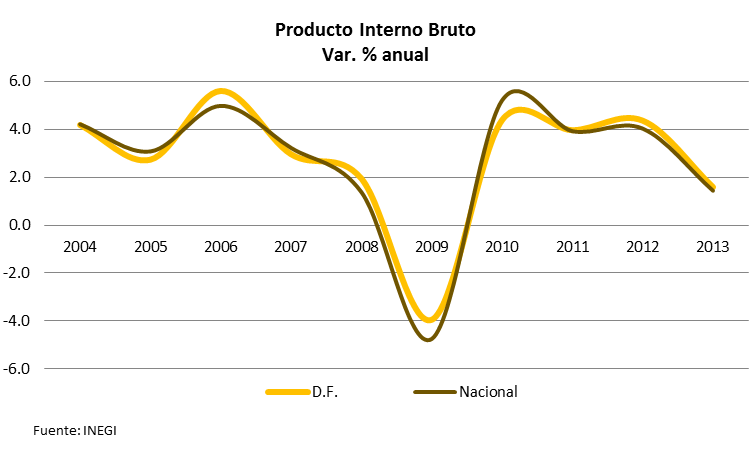 Producto Interno Bruto
Var. % anual
6.0
4.0
2.0
0.0
-2.0
-4.0
-6.0
2004 2005 2006 2007 2008 2009 2010 2011 2012 2013
D.F. Nacional
Fuente: INEGI